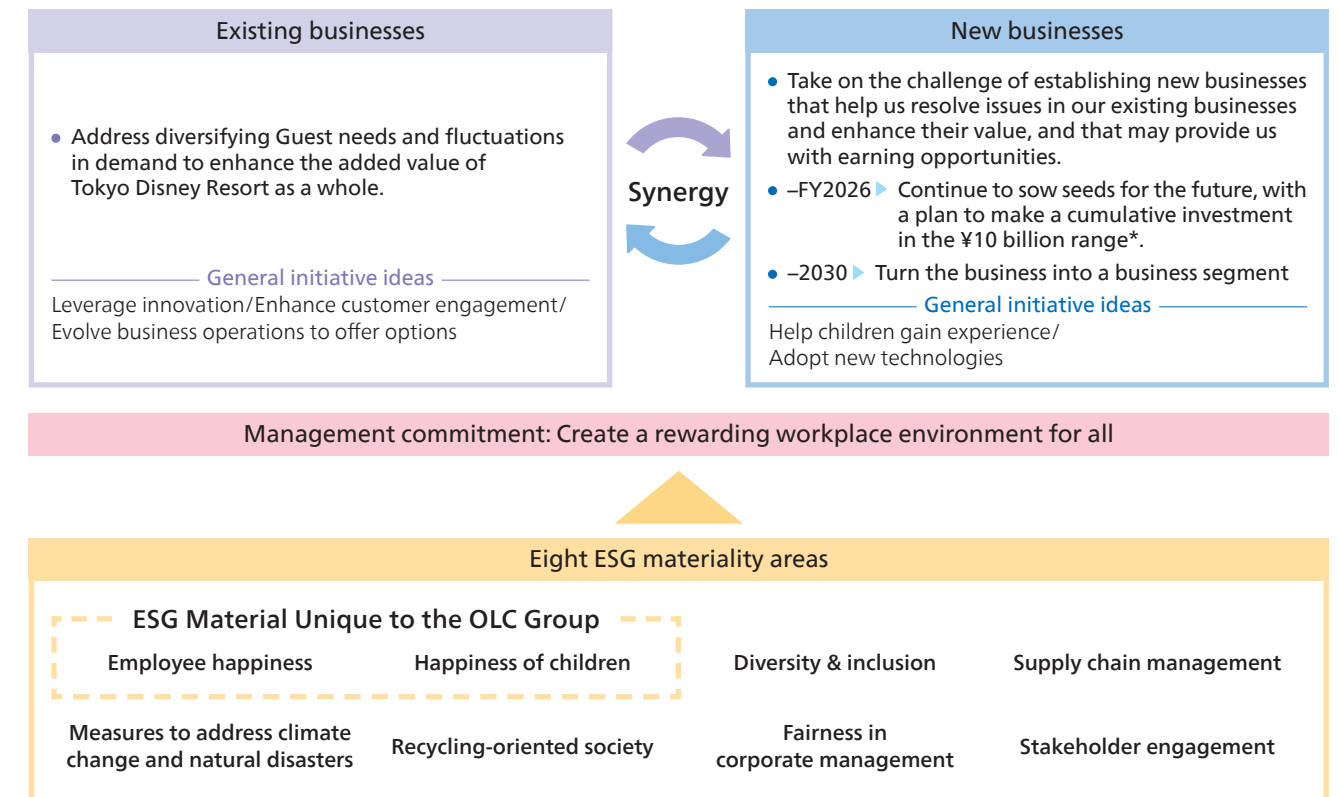 Existing businesses
• Address diversifying Guest needs and fluctuations
in demand to enhance the added value of
Tokyo Disney Resort as a whole.
General initiative ideas
Leverage innovation/Enhance customer engagement/
Evolve business operations to offer options
Synergy
New businesses
• Take on the challenge of establishing new businesses
that help us resolve issues in our existing businesses
and enhance their value, and that may provide us
with earning opportunities.
• –FY2026 ▶ Continue to sow seeds for the future, with
a plan to make a cumulative investment
in the ¥10 billion range*.
• –2030 ▶ Turn the business into a business segment
General initiative ideas
Help children gain experience/
Adopt new technologies
Management commitment: Create a rewarding workplace environment for all
Eight ESG materiality areas
ESG Material Unique to the OLC Group
Employee happiness
Happiness of children
Diversity & inclusion
Supply chain management
Measures to address climate
change and natural disasters
Recycling-oriented society
Fairness in
corporate management
Stakeholder engagement